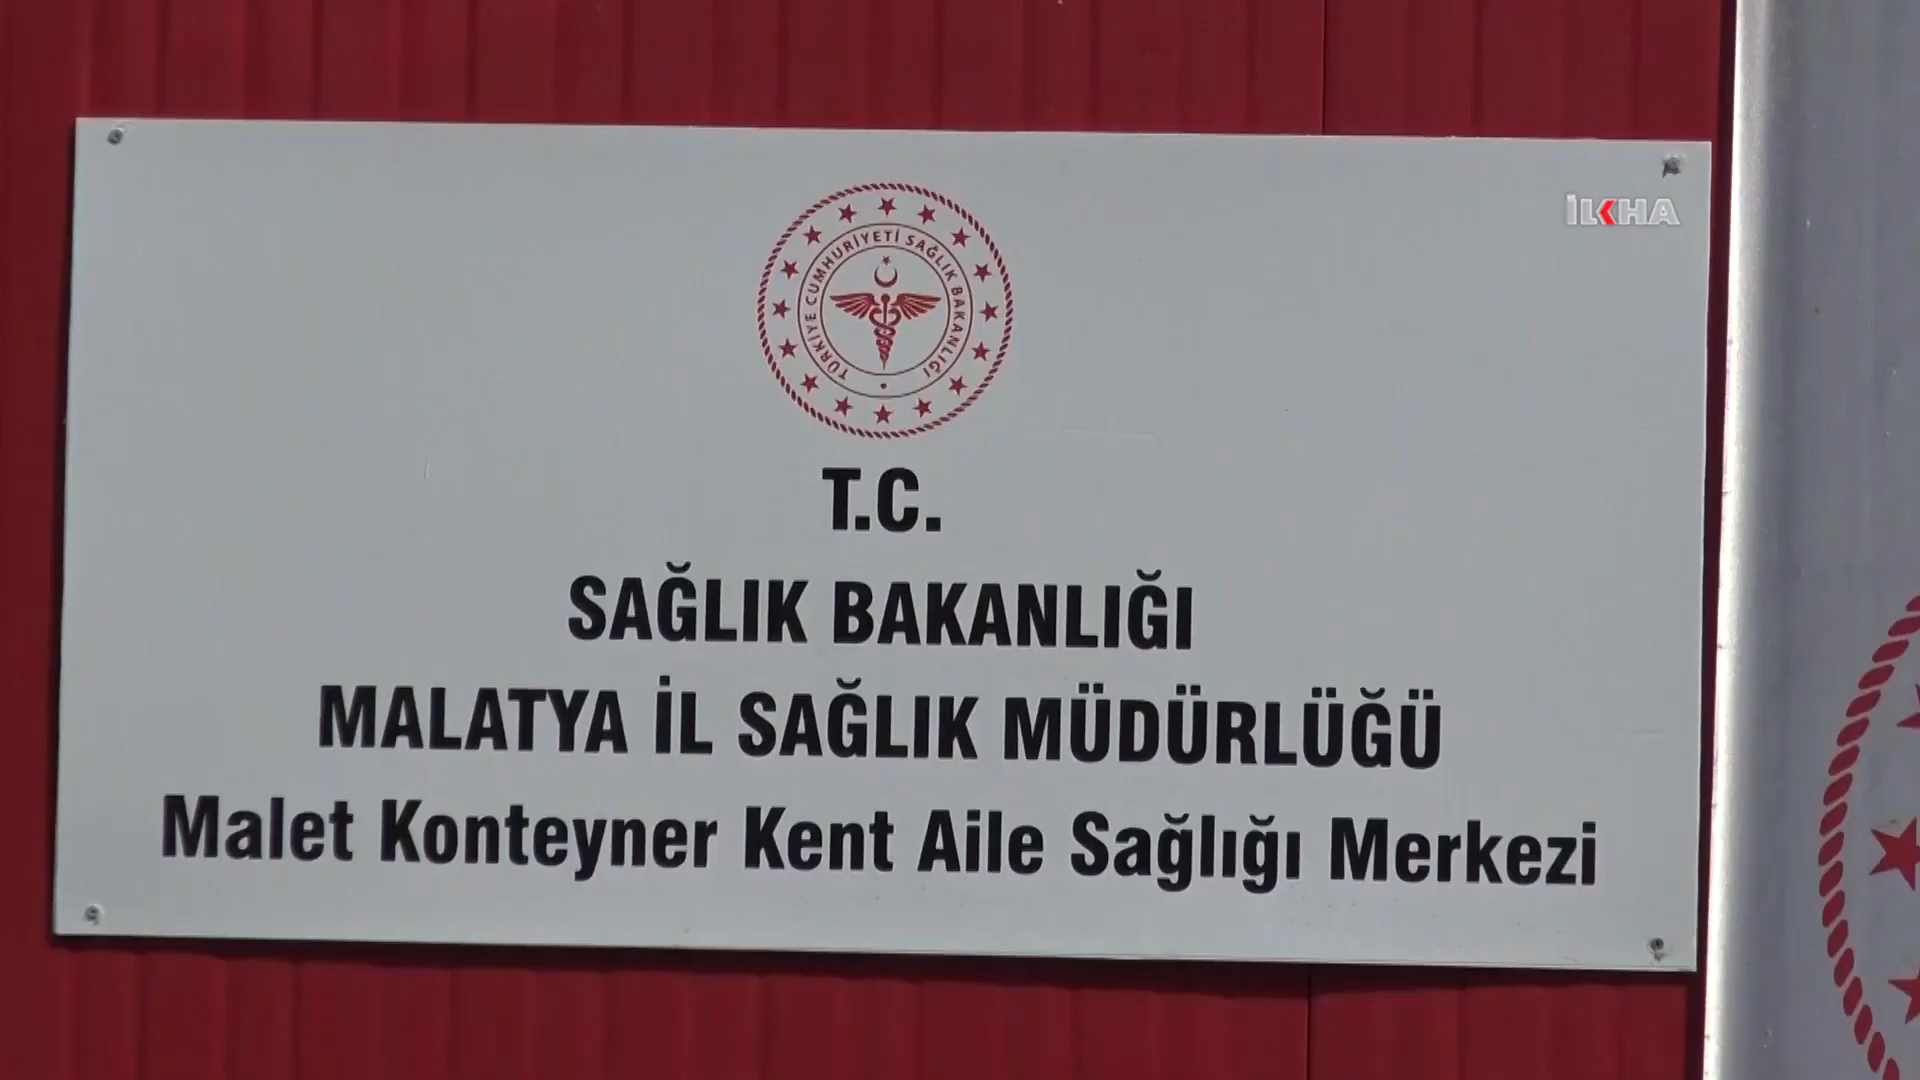 İLKHA
TÜRKİYE CUMHURİYETİ SAĞLIK BAKANLIĞI
T.C.
SAĞLIK BAKANLIĞI
MALATYA İL SAĞLIK MÜDÜRLÜĞÜ
Malet Konteyner Kent Aile Sağlığı Merkezi